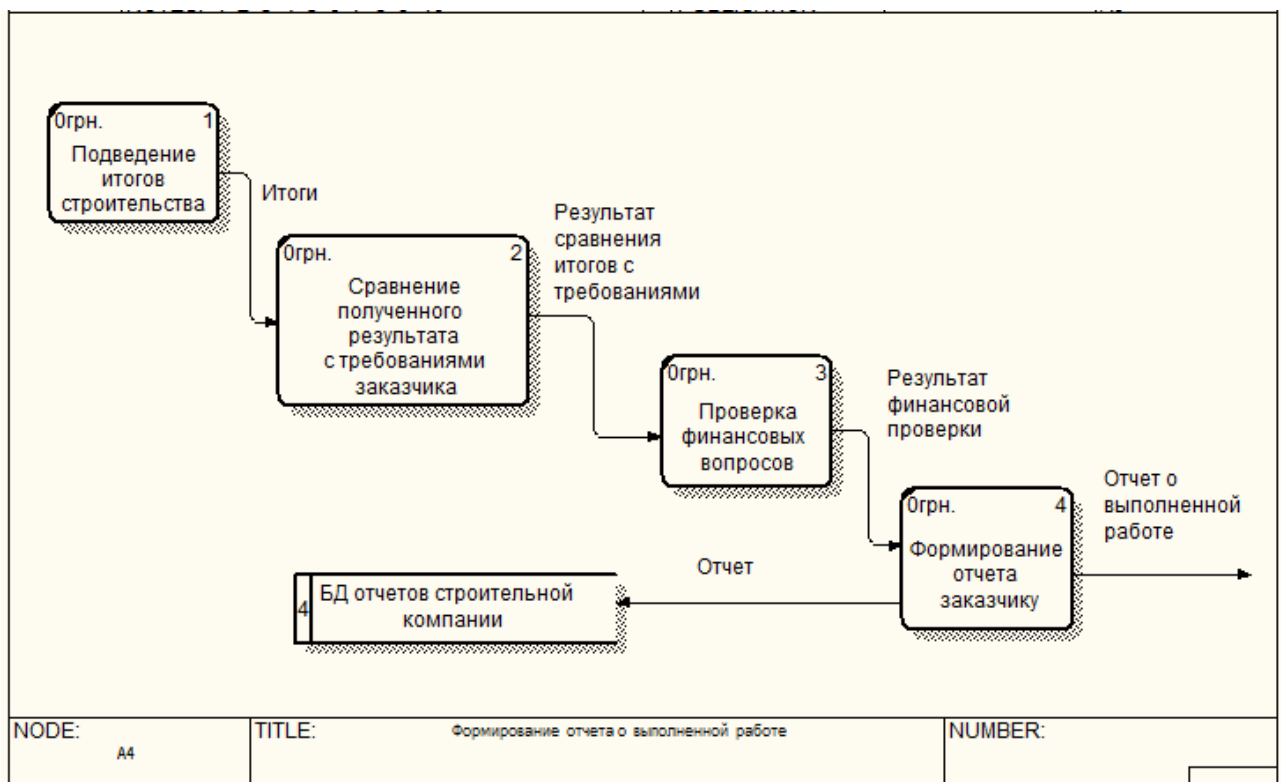 0грн. 1
Подведение
итогов
строительства
Итоги
0грн. 2
Сравнение
полученного
результата
с требованиями
заказчика
Результат
сравнения
итогов с
требованиями
0грн. 3
Проверка
финансовых
вопросов
Результат
финансовой
проверки
0грн. 4
Формирование
отчета
заказчику
Отчет о
выполненной
работе
Отчет
4
БД отчетов строительной
компании
NODE:
A4
TITLE:
Формирование отчета о выполненной работе
NUMBER: